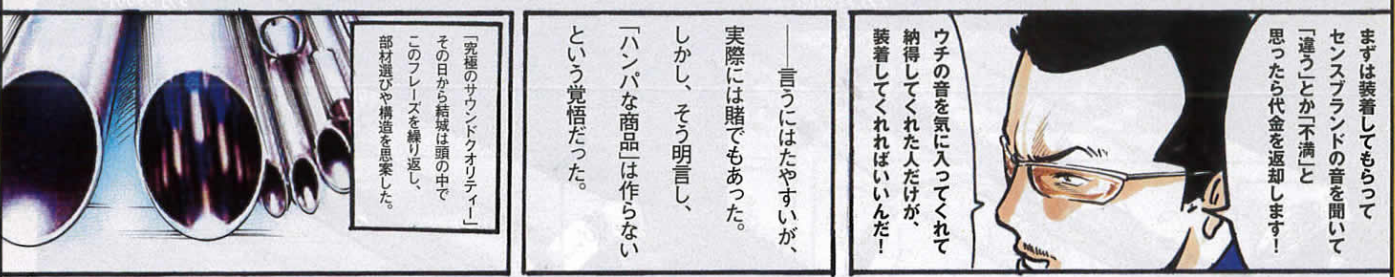 まずは装着してもらって
センスブランドの音を聞いて
「違う」とか「不満」と
思ったら代金を返却します！
ウチの音を気に入ってくれて
納得してくれた人だけが、
装着してくれればいいんだ！
――言うにはたやすいが、
実際には賭でもあった。
しかし、そう明言し、
「ハンパな商品」は作らない
という覚悟だった。
「究極のサウンドクオリティー」
その日から結城は頭の中で
このフレーズを繰り返し、
部材選びや構造を思案した。